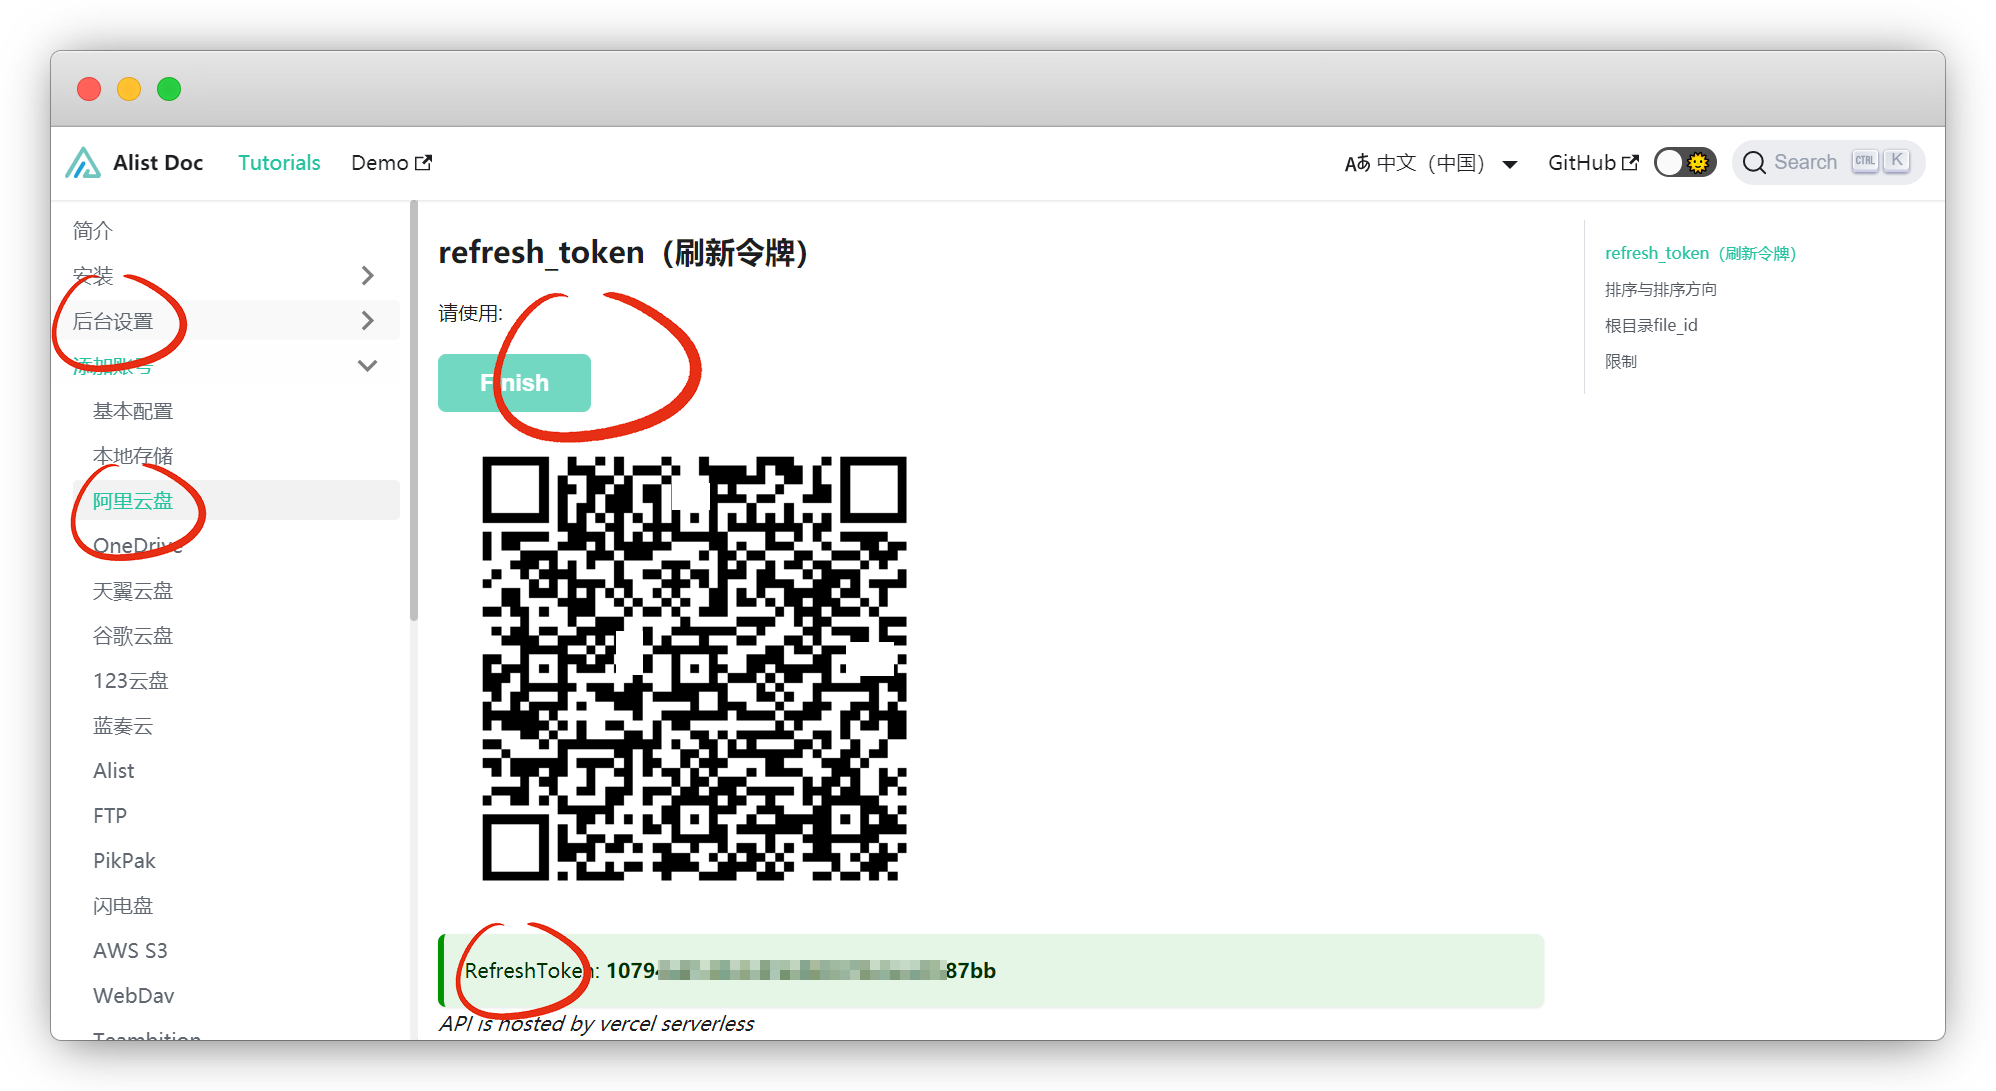 Alist Doc Tutorials Demo 中文（中国） GitHub Search CTRL K
简介
安装
后台设置
添加账号
基本配置
本地存储
阿里云盘
OneDrive
天翼云盘
谷歌云盘
123云盘
蓝奏云
Alist
FTP
PikPak
闪电盘
AWS S3
WebDav
Teambition
refresh_token（刷新令牌）
请使用:
Finish
RefreshToken: 1079 87bb
API is hosted by vercel serverless
refresh_token（刷新令牌）
排序与排序方向
根目录file_id
限制